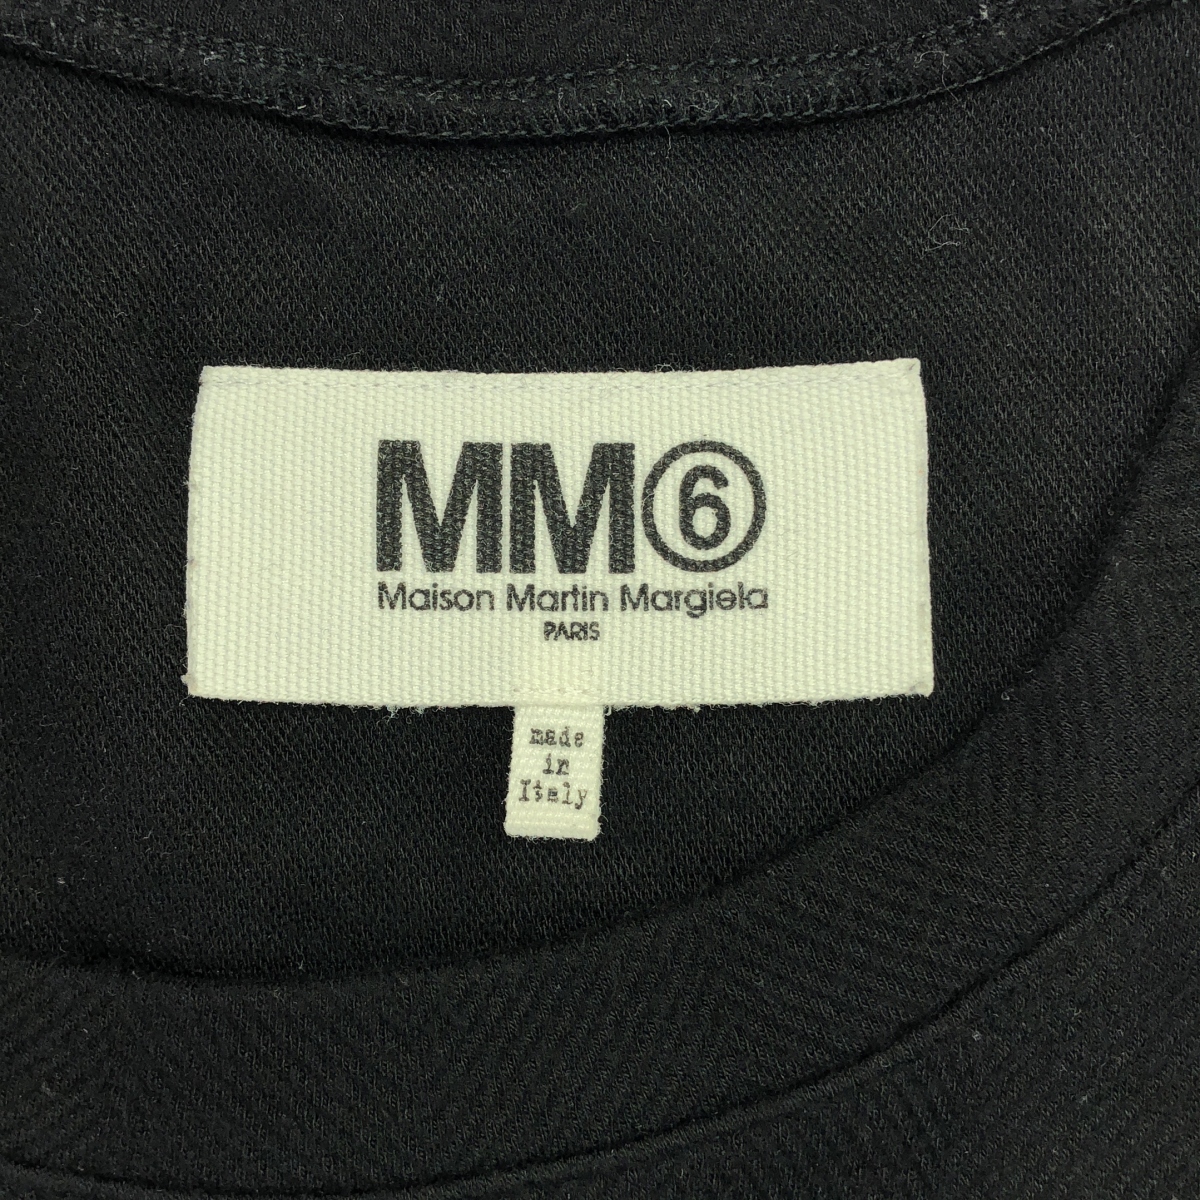 MM⑥
Maison Martin Margiela
PARIS
made
in
Italy